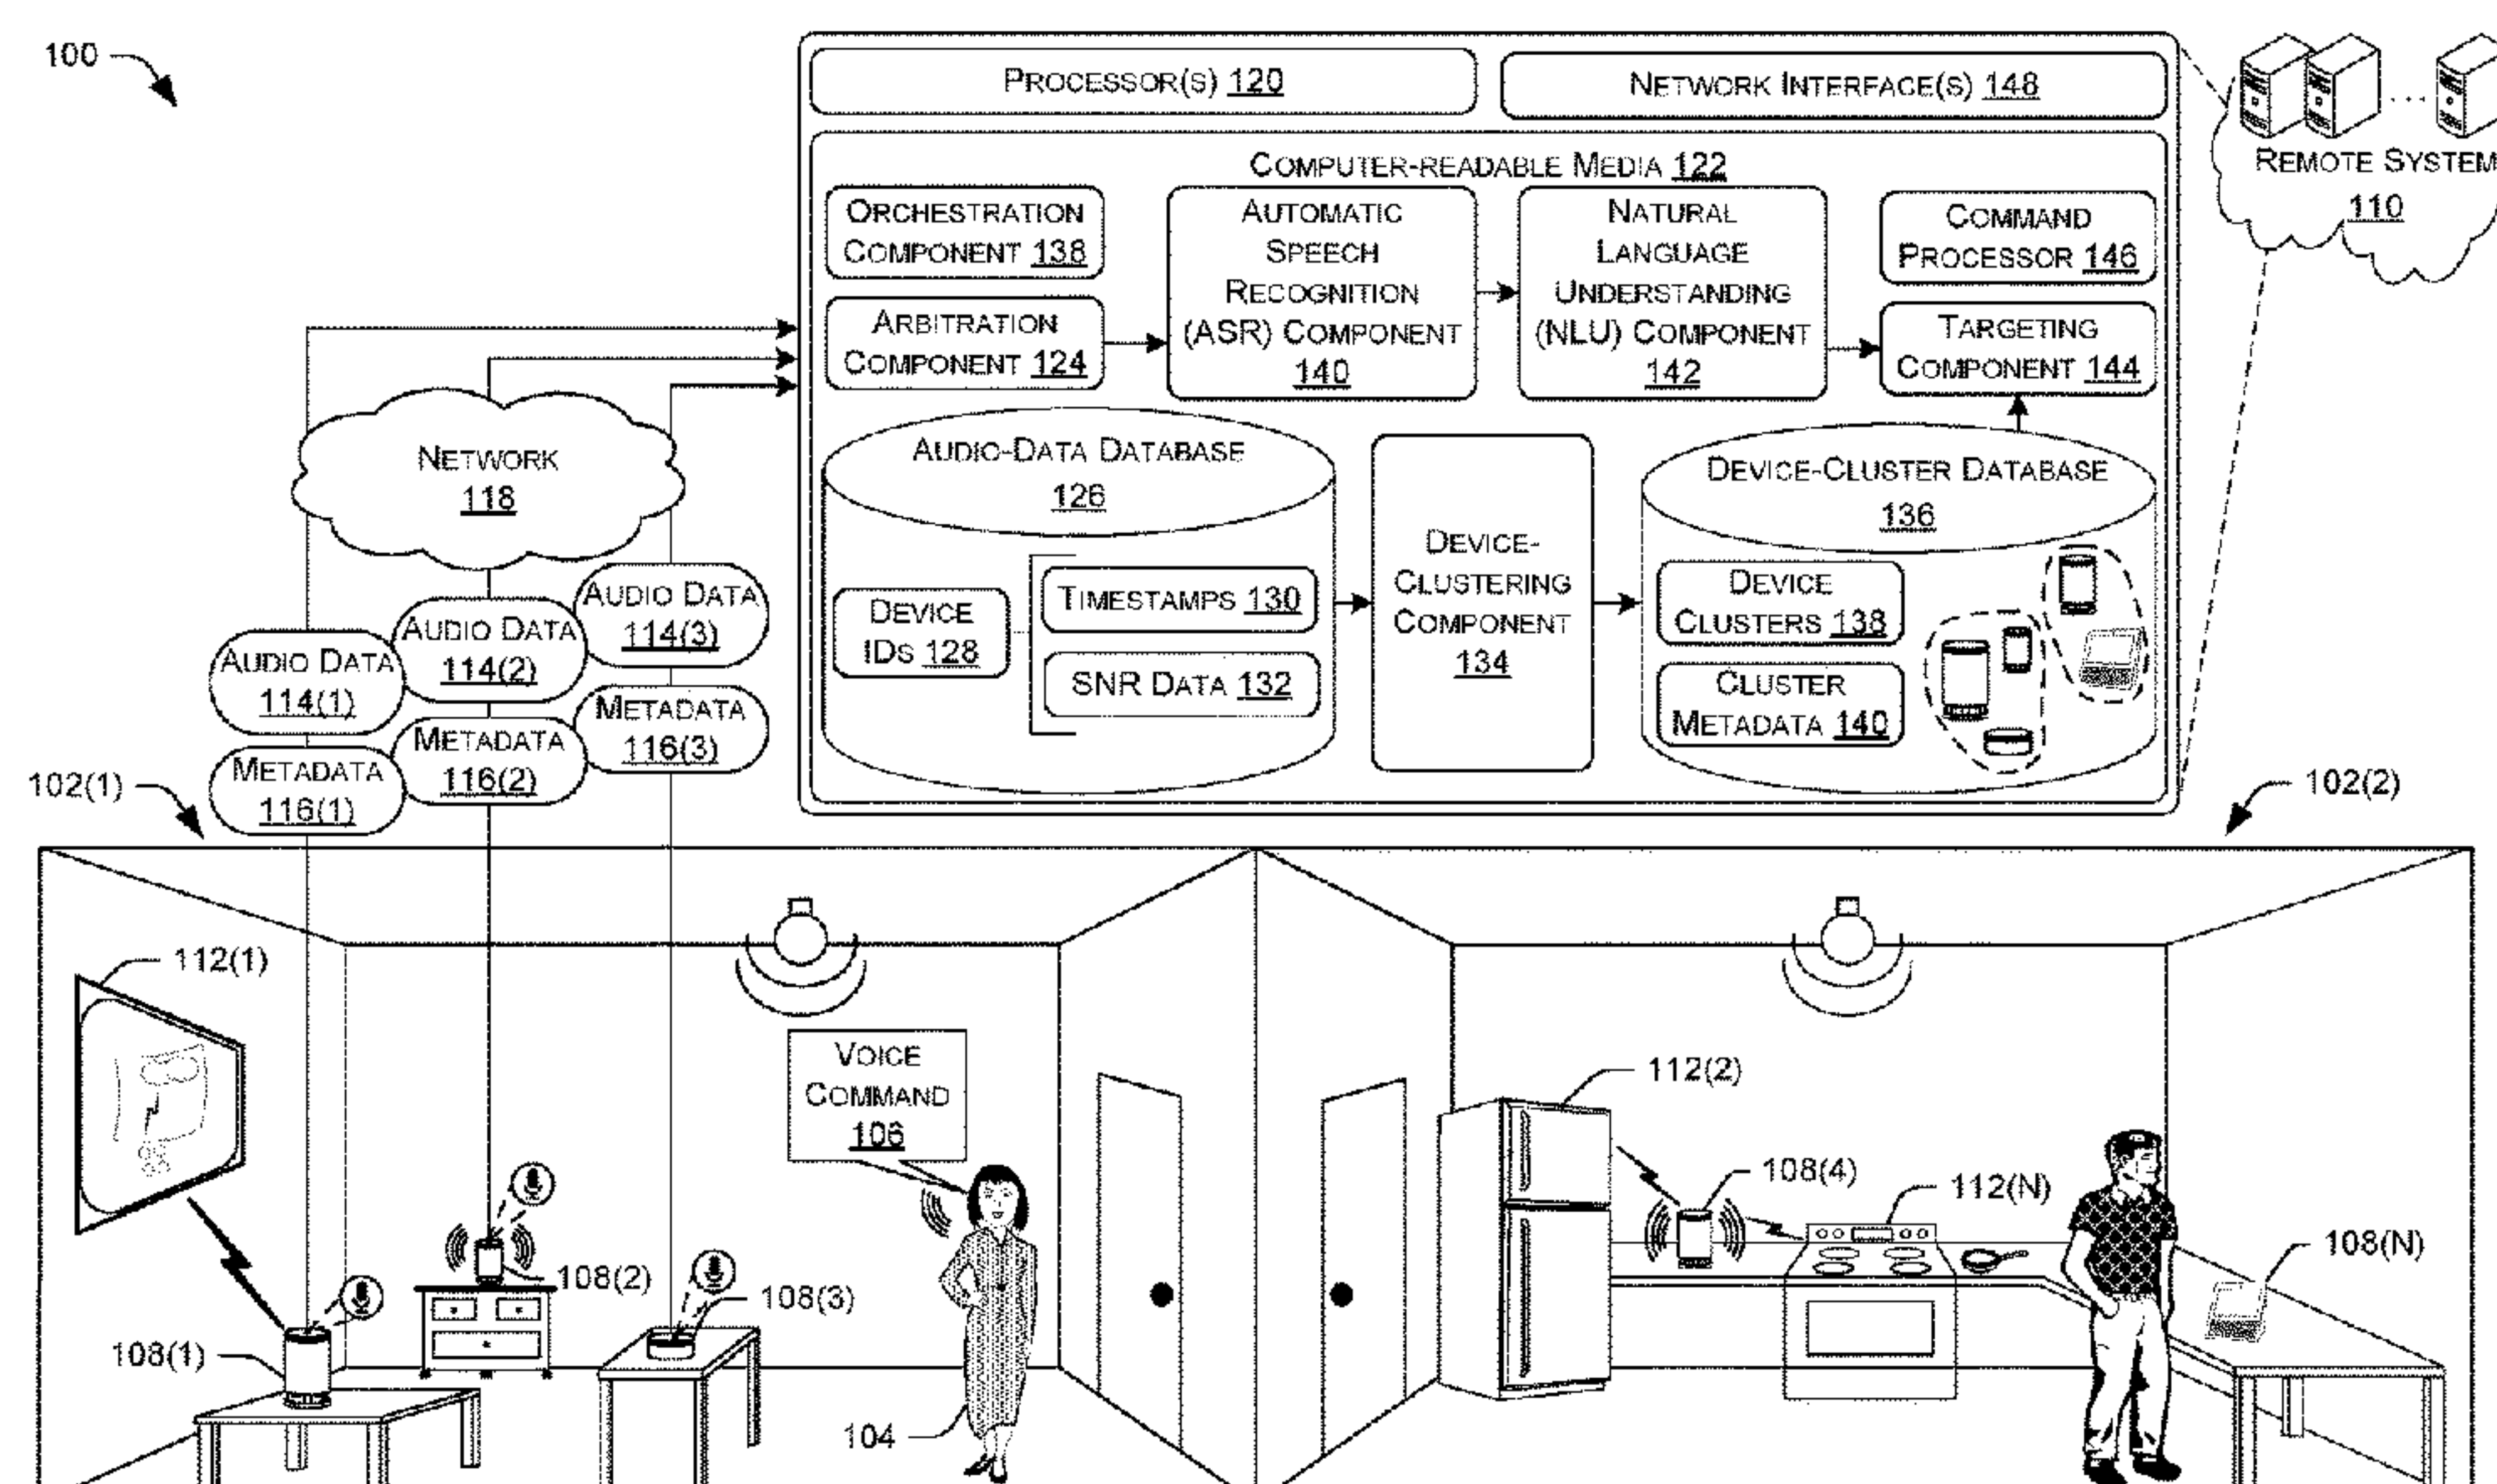 100
PROCESSOR(S) 120
NETWORK INTERFACE(S) 148
COMPUTER-READABLE MEDIA 122
REMOTE SYSTEM
110
ORCHESTRATION
COMPONENT 138
ARBITRATION
COMPONENT 124
AUTOMATIC
SPEECH
RECOGNITION
(ASR) COMPONENT
140
NATURAL
LANGUAGE
UNDERSTANDING
(NLU) COMPONENT
142
COMMAND
PROCESSOR 146
TARGETING
COMPONENT 144
NETWORK
118
AUDIO-DATA DATABASE
126
DEVICE
IDS 128
TIMESTAMPS 130
SNR DATA 132
DEVICE-
CLUSTERING
COMPONENT
134
DEVICE-CLUSTER DATABASE
136
DEVICE
CLUSTERS 138
CLUSTER
METADATA 140
AUDIO DATA
114(1)
AUDIO DATA
114(2)
AUDIO DATA
114(3)
METADATA
116(1)
METADATA
116(2)
METADATA
116(3)
102(1)
102(2)
112(1)
VOICE
COMMAND
106
108(1)
108(2)
108(3)
104
112(2)
108(4)
112(N)
108(N)